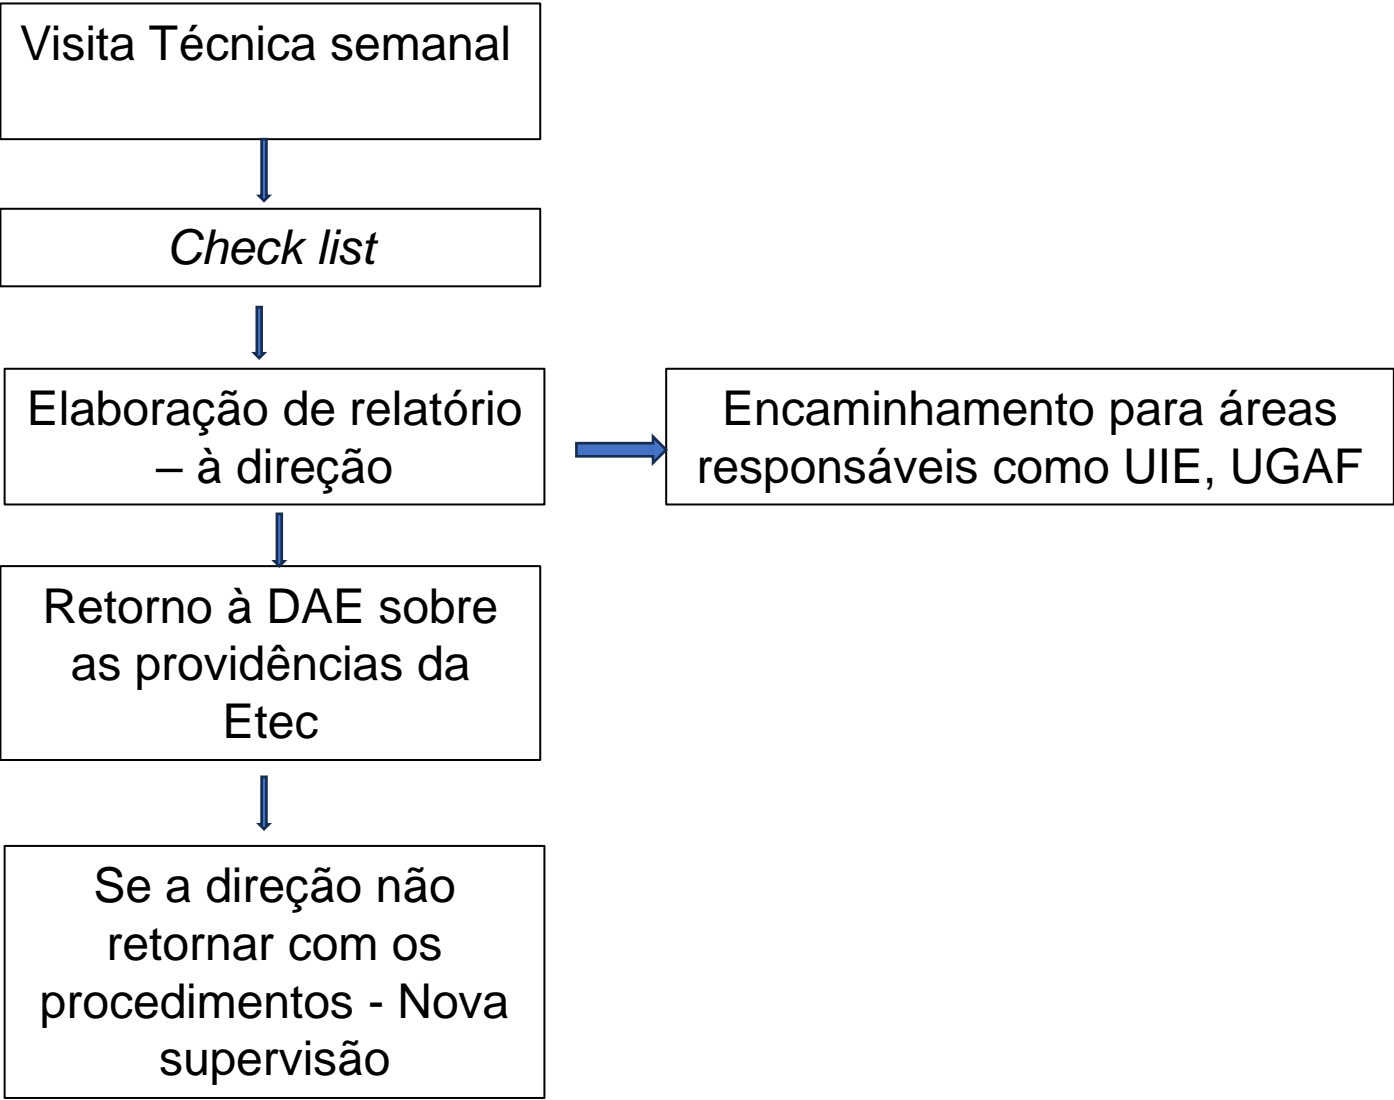 Visita Técnica semanal
Check list
Elaboração de relatório
– à direção
Encaminhamento para áreas
responsáveis como UIE, UGAF
Retorno à DAE sobre
as providências da
Etec
Se a direção não
retornar com os
procedimentos - Nova
supervisão